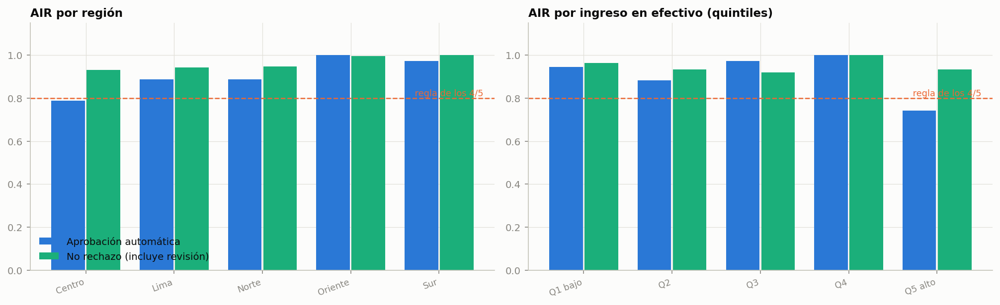 AIR por región
1.0
0.8
0.6
0.4
0.2
0.0
regla de los 4/5
Aprobación automática
No rechazo (incluye revisión)
Centro
Lima
Norte
Oriente
Sur
AIR por ingreso en efectivo (quintiles)
1.0
0.8
0.6
0.4
0.2
0.0
regla de los 4/5
Q1 bajo
Q2
Q3
Q4
Q5 alto